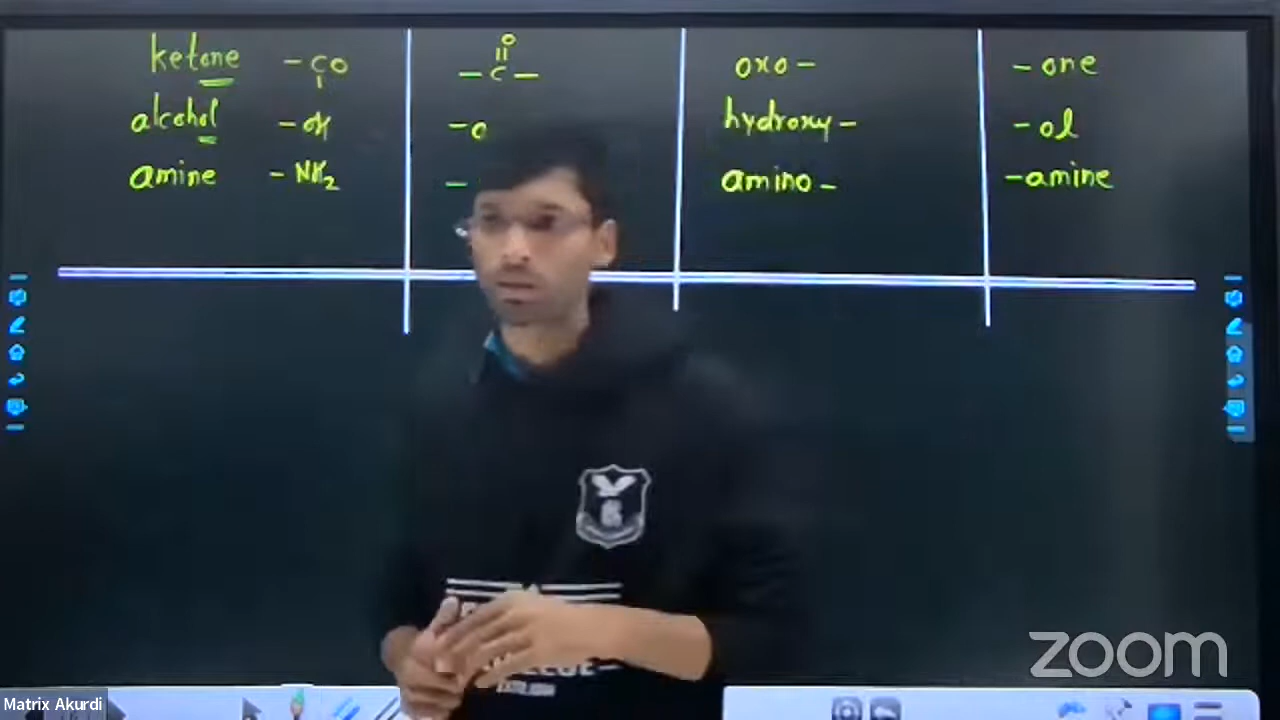 ketone -CO -C- O oxo- -one
alcohol -OH -O hydroxy- -ol
amine -NH2 - amino- -amine
zoom
Matrix Akurdi